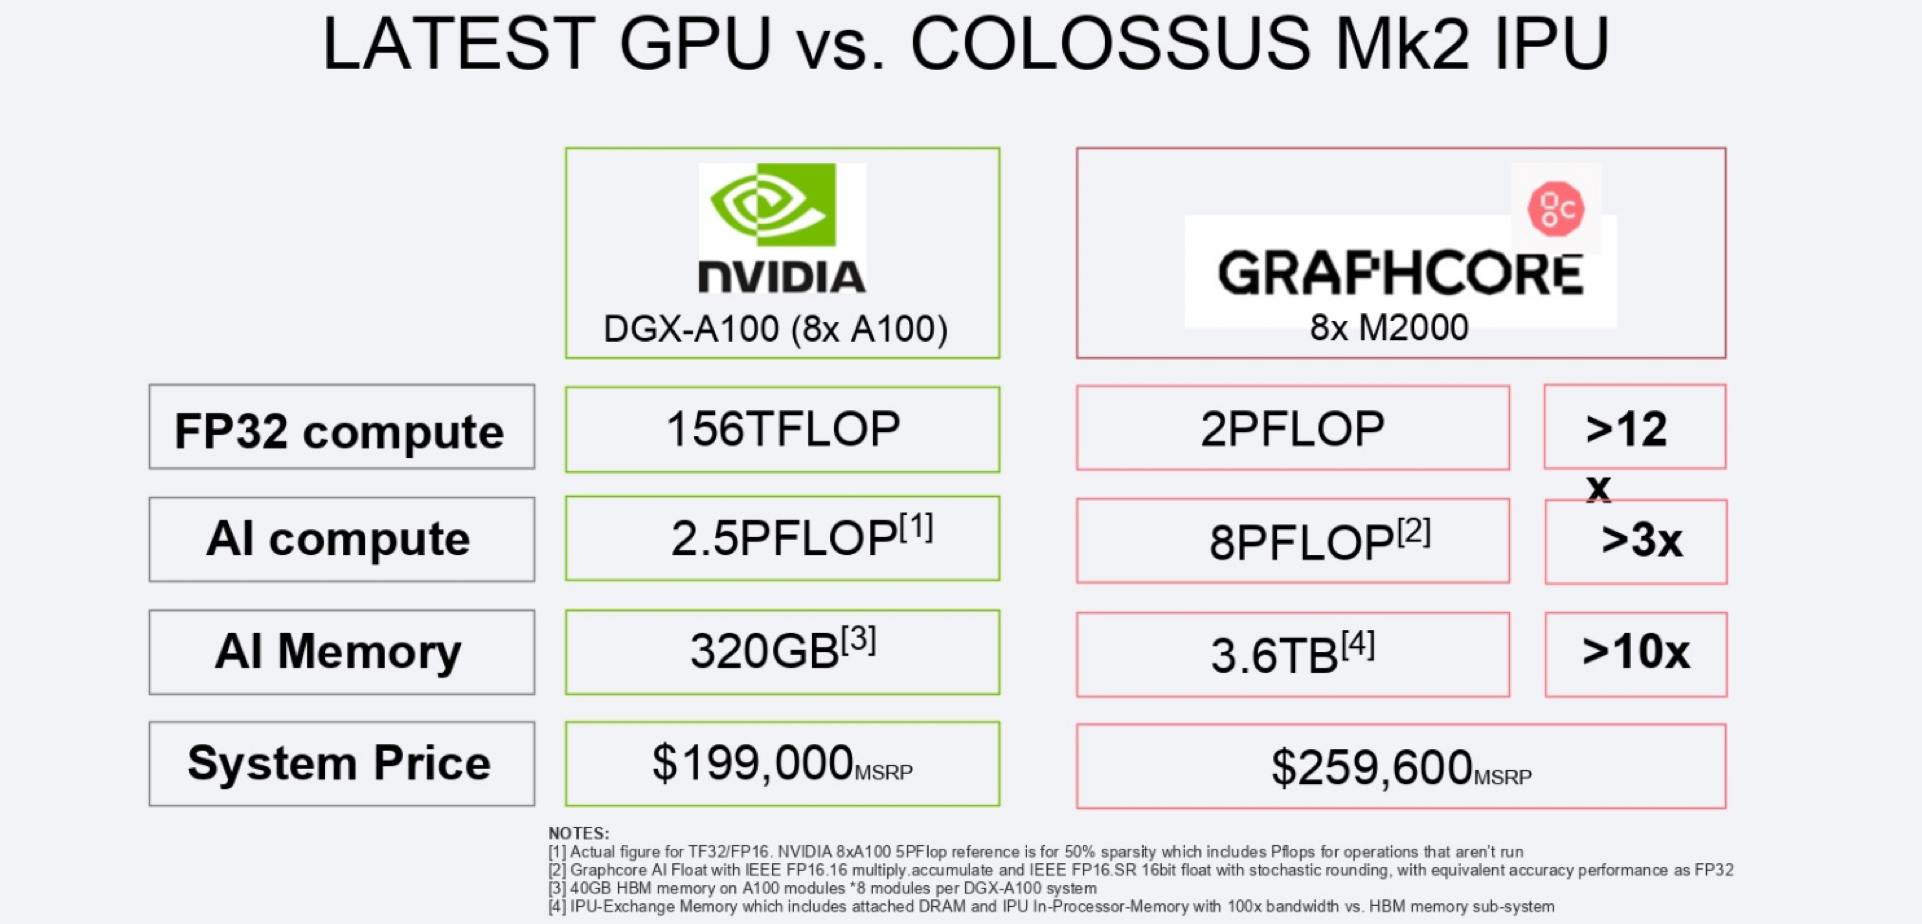 LATEST GPU vs. COLOSSUS Mk2 IPU
NVIDIA
DGX-A100 (8x A100)
gc
GRAPHCORE
8x M2000
FP32 compute
156TFLOP
2PFLOP
>12
x
AI compute
2.5PFLOP[1]
8PFLOP[2]
>3x
AI Memory
320GB[3]
3.6TB[4]
>10x
System Price
$199,000MSRP
$259,600MSRP
NOTES:
[1] Actual figure for TF32/FP16. NVIDIA 8xA100 5PFlop reference is for 50% sparsity which includes Pflops for operations that aren't run
[2] Graphcore AI Float with IEEE FP16.16 multiply.accumulate and IEEE FP16.SR 16bit float with stochastic rounding, with equivalent accuracy performance as FP32
[3] 40GB HBM memory on A100 modules *8 modules per DGX-A100 system
[4] IPU-Exchange Memory which includes attached DRAM and IPU In-Processor-Memory with 100x bandwidth vs. HBM memory sub-system